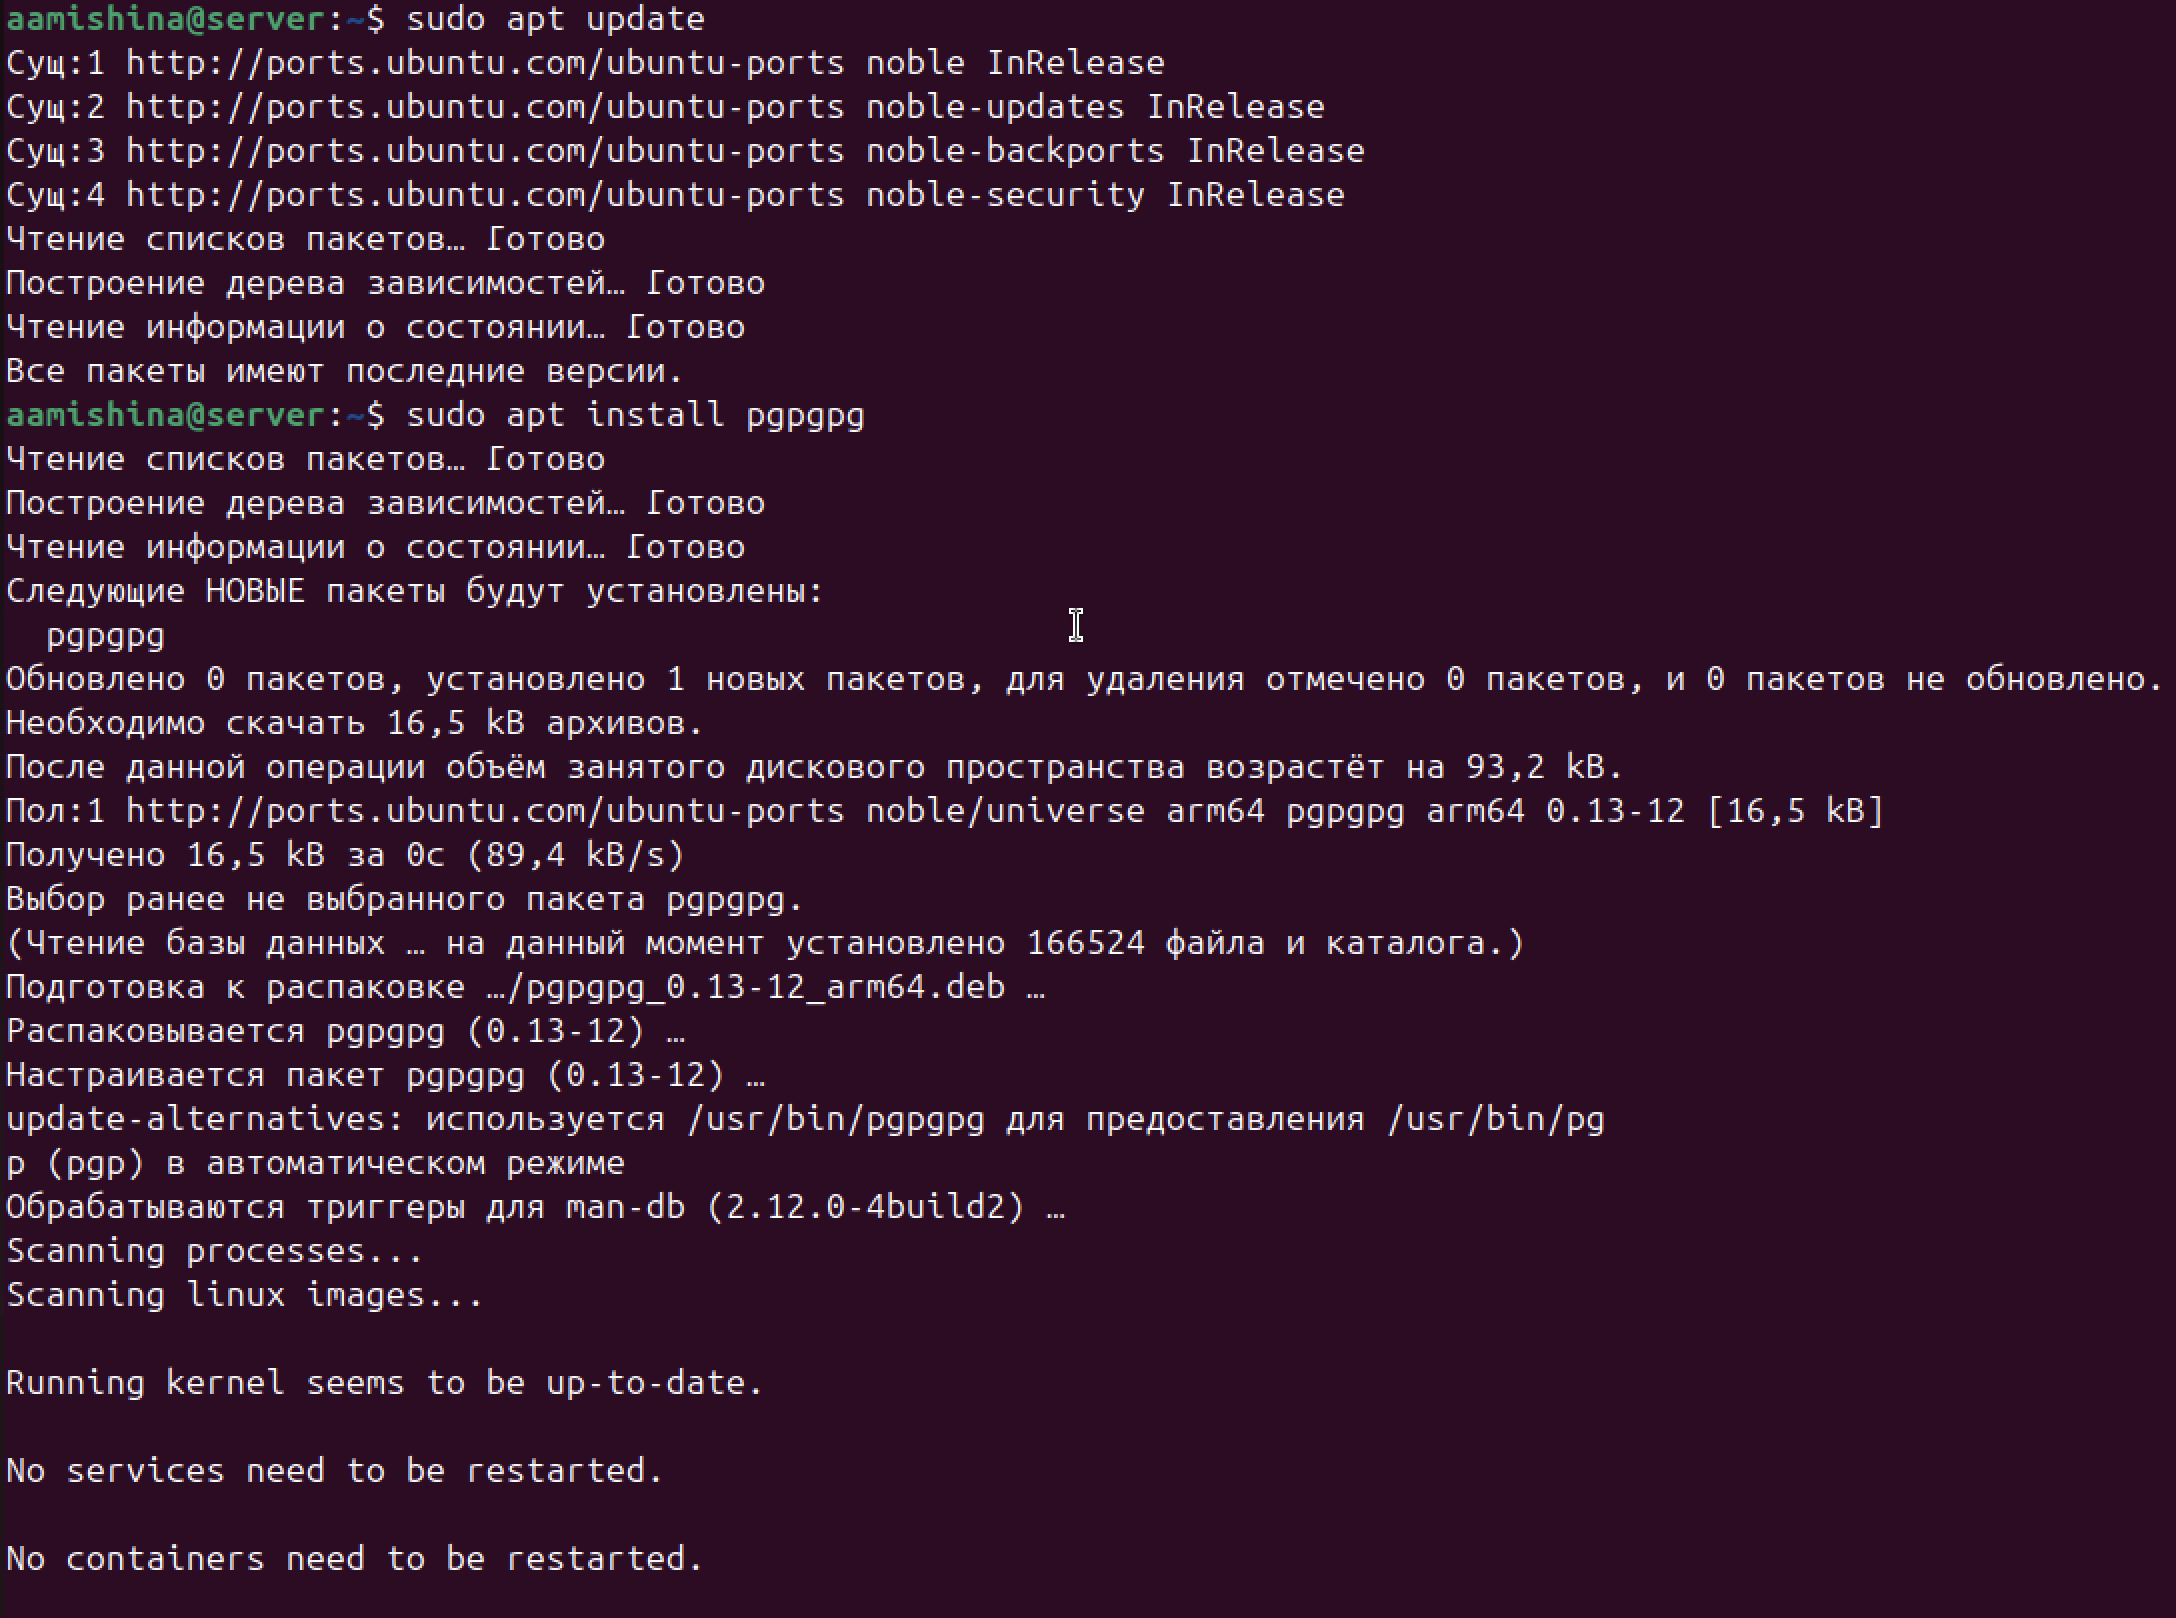 aamishina@server:~$ sudo apt update
Сущ:1 http://ports.ubuntu.com/ubuntu-ports noble InRelease
Сущ:2 http://ports.ubuntu.com/ubuntu-ports noble-updates InRelease
Сущ:3 http://ports.ubuntu.com/ubuntu-ports noble-backports InRelease
Сущ:4 http://ports.ubuntu.com/ubuntu-ports noble-security InRelease
Чтение списков пакетов… Готово
Построение дерева зависимостей… Готово
Чтение информации о состоянии… Готово
Все пакеты имеют последние версии.
aamishina@server:~$ sudo apt install pgpgpg
Чтение списков пакетов… Готово
Построение дерева зависимостей… Готово
Чтение информации о состоянии… Готово
Следующие НОВЫЕ пакеты будут установлены:
  pgpgpg
Обновлено 0 пакетов, установлено 1 новых пакетов, для удаления отмечено 0 пакетов, и 0 пакетов не обновлено.
Необходимо скачать 16,5 kB архивов.
После данной операции объём занятого дискового пространства возрастёт на 93,2 kB.
Пол:1 http://ports.ubuntu.com/ubuntu-ports noble/universe arm64 pgpgpg arm64 0.13-12 [16,5 kB]
Получено 16,5 kB за 0с (89,4 kB/s)
Выбор ранее не выбранного пакета pgpgpg.
(Чтение базы данных … на данный момент установлено 166524 файла и каталога.)
Подготовка к распаковке …/pgpgpg_0.13-12_arm64.deb …
Распаковывается pgpgpg (0.13-12) …
Настраивается пакет pgpgpg (0.13-12) …
update-alternatives: используется /usr/bin/pgpgpg для предоставления /usr/bin/pg
p (pgp) в автоматическом режиме
Обрабатываются триггеры для man-db (2.12.0-4build2) …
Scanning processes...
Scanning linux images...
Running kernel seems to be up-to-date.
No services need to be restarted.
No containers need to be restarted.